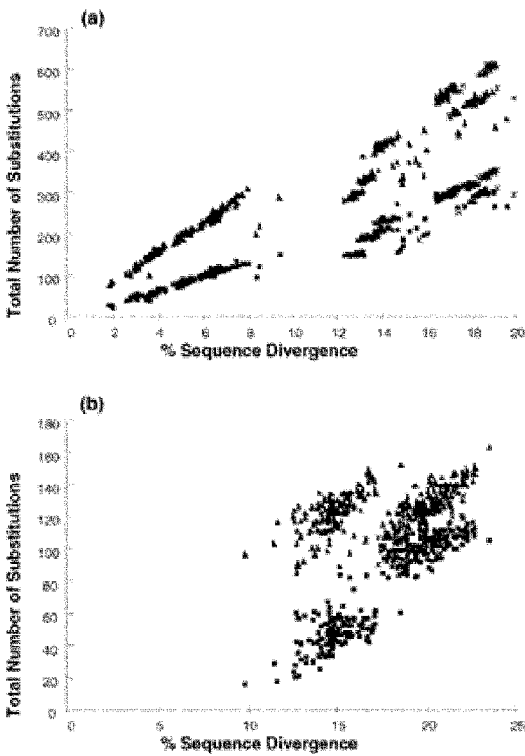 (a)
Total Number of Substitutions
700
600
500
400
300
200
100
0
0 2 4 6 8 10 12 14 16 18 20
% Sequence Divergence
(b)
Total Number of Substitutions
180
160
140
120
100
80
60
40
20
0
0 5 10 15 20 25
% Sequence Divergence